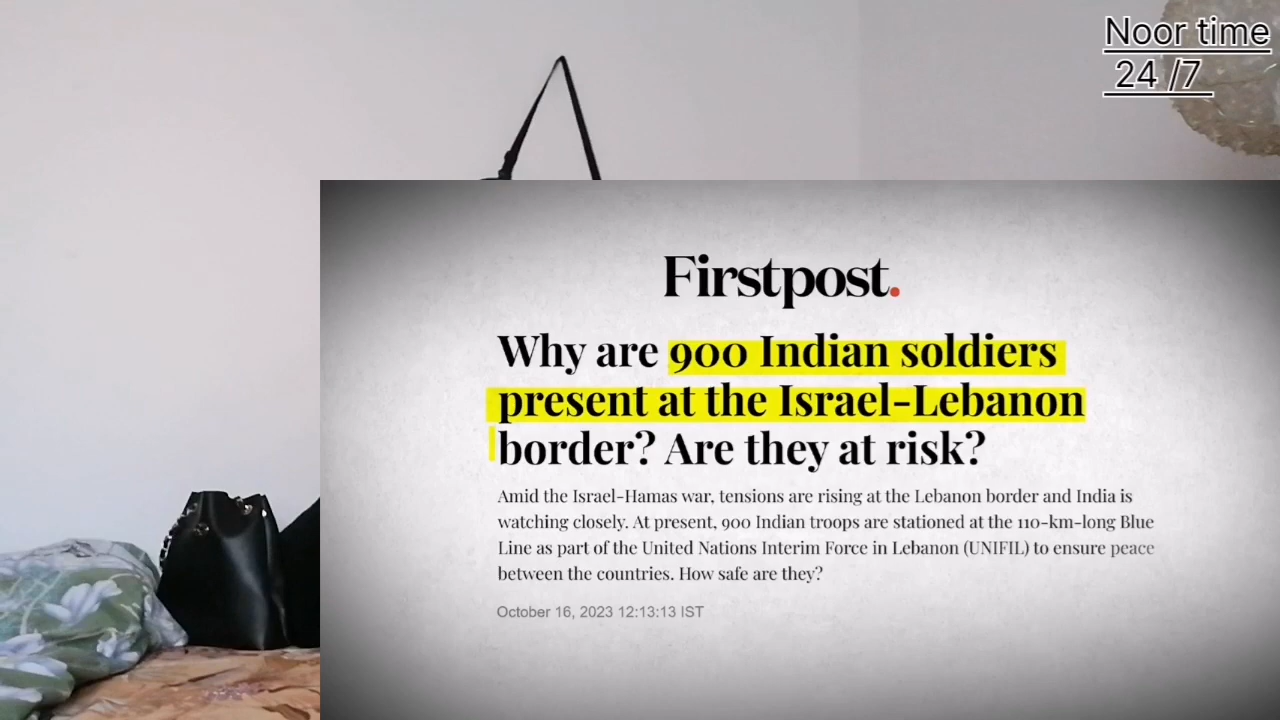 Noor time
24 /7
Firstpost.
Why are 900 Indian soldiers
present at the Israel-Lebanon
border? Are they at risk?
Amid the Israel-Hamas war, tensions are rising at the Lebanon border and India is
watching closely. At present, 900 Indian troops are stationed at the 110-km-long Blue
Line as part of the United Nations Interim Force in Lebanon (UNIFIL) to ensure peace
between the countries. How safe are they?
October 16, 2023 12:13:13 IST